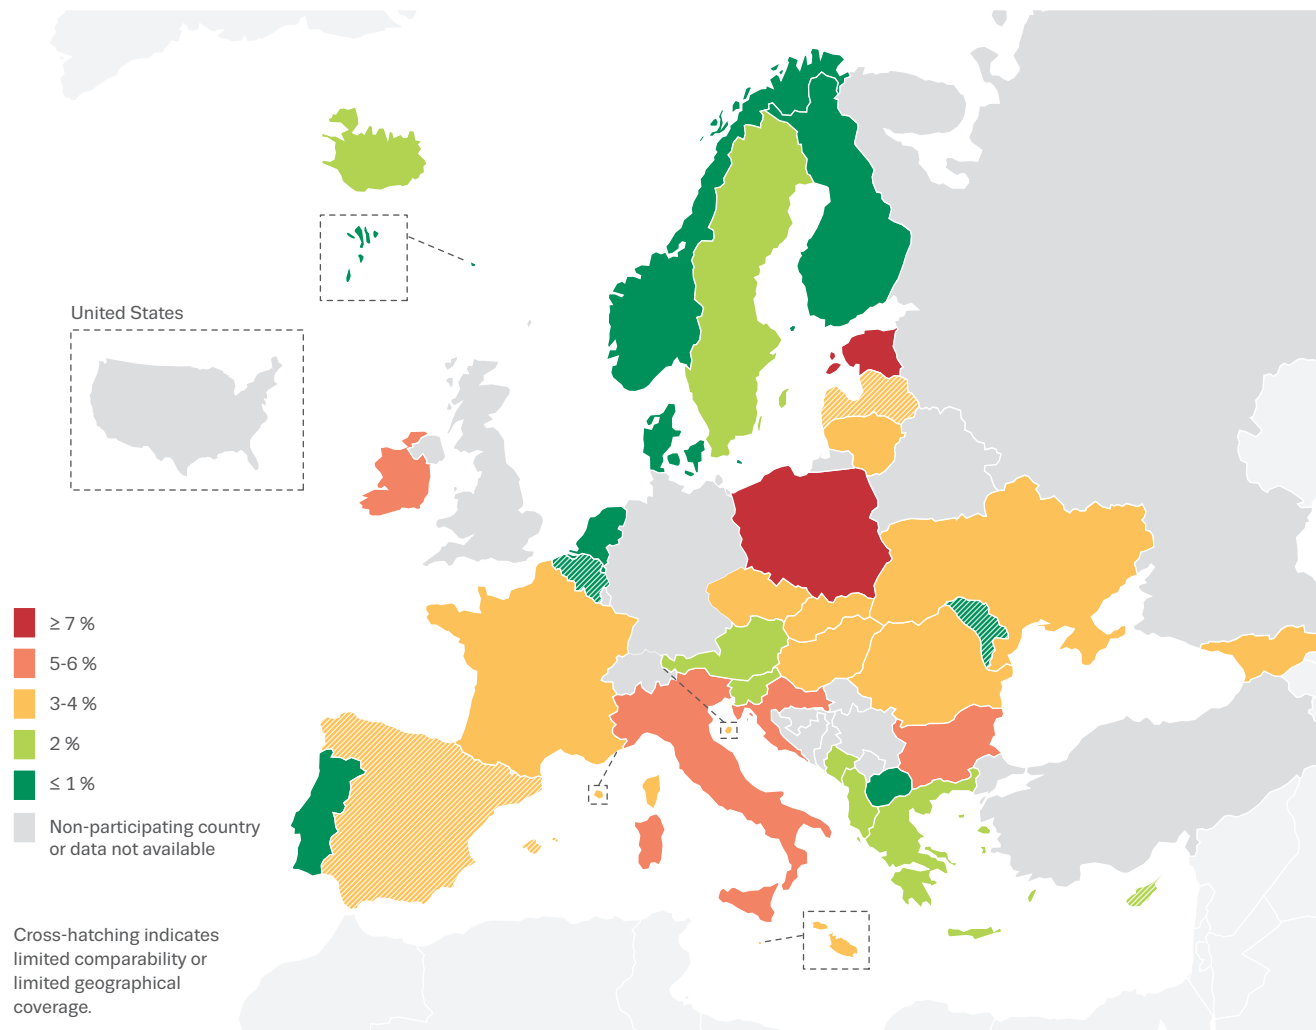 United States
≥ 7 %
5-6 %
3-4 %
2 %
≤ 1 %
Non-participating country
or data not available
Cross-hatching indicates
limited comparability or
limited geographical
coverage.